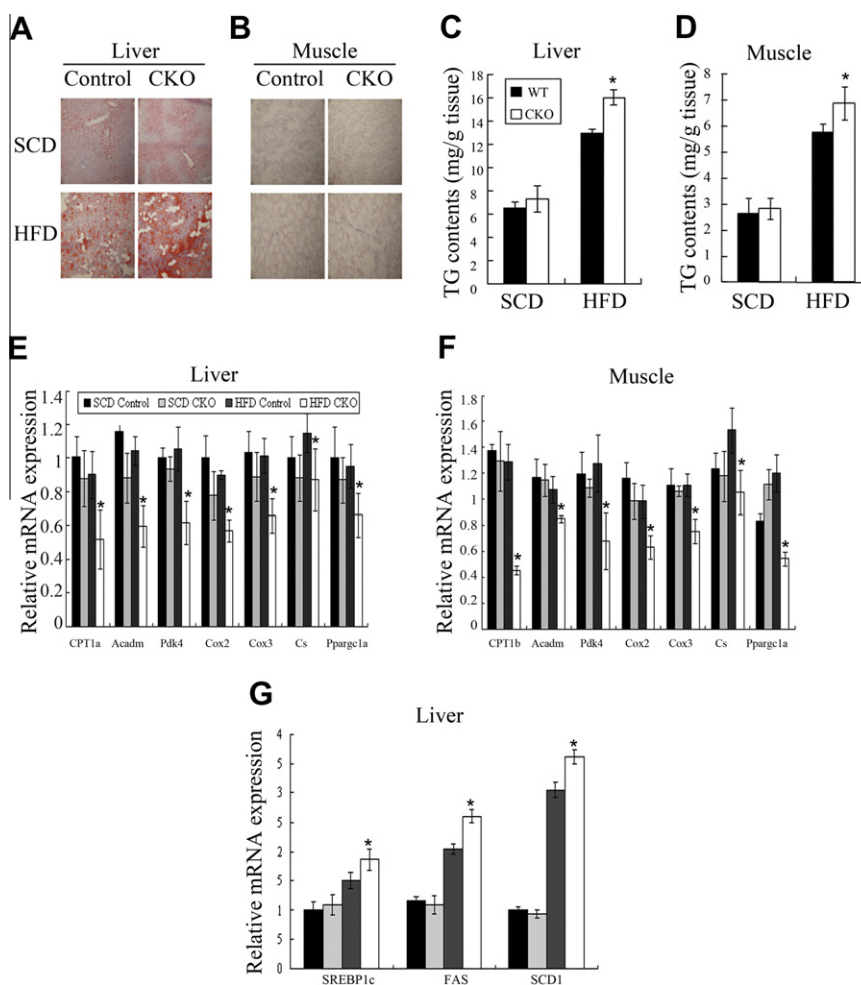 A
Liver
Control CKO
SCD
HFD
B
Muscle
Control CKO
C
Liver
TG contents (mg/g tissue)
18
16
14
12
10
8
6
4
2
0
WT
CKO
*
SCD HFD
D
Muscle
TG contents (mg/g tissue)
8
7
6
5
4
3
2
1
0
*
SCD HFD
E
Liver
Relative mRNA expression
1.4
1.2
1
0.8
0.6
0.4
0.2
0
SCD Control SCD CKO HFD Control HFD CKO
* * * * * * *
CPT1a Acadm Pdk4 Cox2 Cox3 Cs Ppargc1a
F
Muscle
Relative mRNA expression
1.8
1.6
1.4
1.2
1
0.8
0.6
0.4
0.2
0
* * * * * * *
CPT1b Acadm Pdk4 Cox2 Cox3 Cs Ppargc1a
G
Liver
Relative mRNA expression
4
3
5
2
5
1
5
0
* * *
SREBP1c FAS SCD1